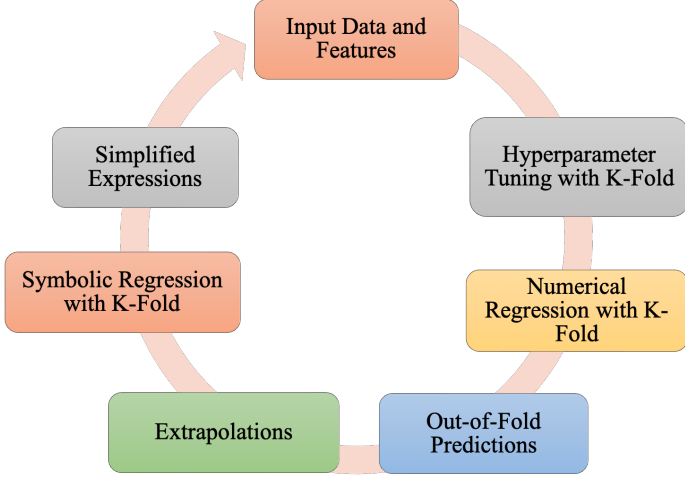 Input Data and
Features
Hyperparameter
Tuning with K-Fold
Numerical
Regression with K-
Fold
Out-of-Fold
Predictions
Extrapolations
Symbolic Regression
with K-Fold
Simplified
Expressions